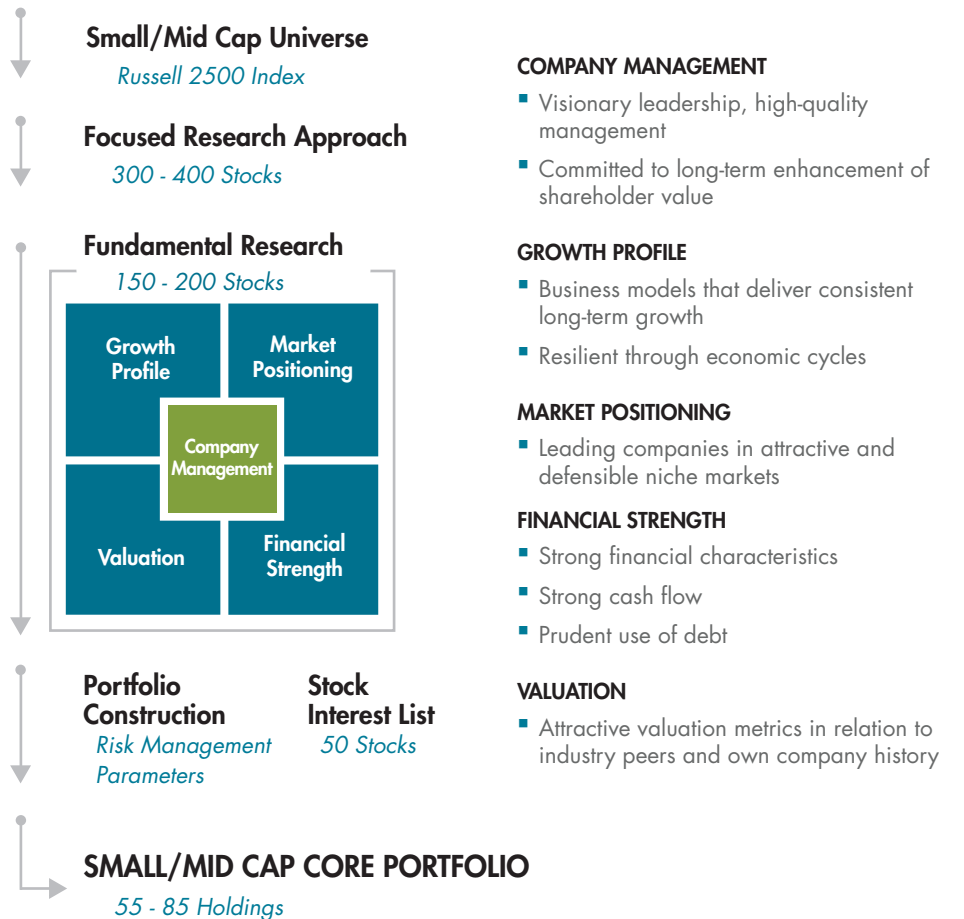 Small/Mid Cap Universe
Russell 2500 Index
Focused Research Approach
300 - 400 Stocks
Fundamental Research
150 - 200 Stocks
Growth
Profile
Market
Positioning
Company
Management
Valuation
Financial
Strength
Portfolio
Construction
Risk Management
Parameters
Stock
Interest List
50 Stocks
SMALL/MID CAP CORE PORTFOLIO
55 - 85 Holdings
COMPANY MANAGEMENT
▪ Visionary leadership, high-quality
management
▪ Committed to long-term enhancement of
shareholder value
GROWTH PROFILE
▪ Business models that deliver consistent
long-term growth
▪ Resilient through economic cycles
MARKET POSITIONING
▪ Leading companies in attractive and
defensible niche markets
FINANCIAL STRENGTH
▪ Strong financial characteristics
▪ Strong cash flow
▪ Prudent use of debt
VALUATION
▪ Attractive valuation metrics in relation to
industry peers and own company history